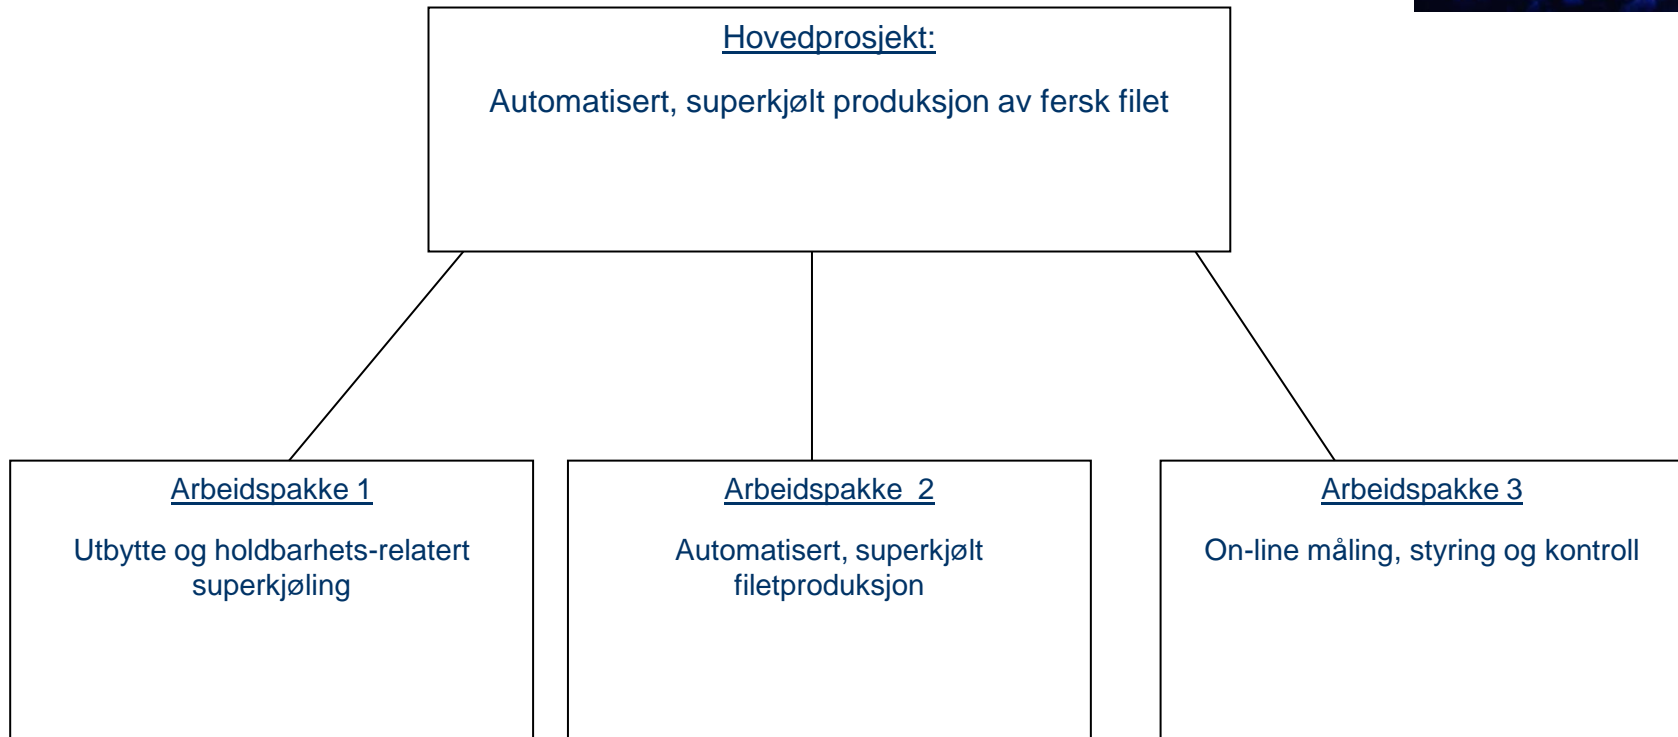 Hovedprosjekt:
Automatisert, superkjølt produksjon av fersk filet
Arbeidspakke 1
Utbytte og holdbarhets-relatert
superkjøling
Arbeidspakke  2
Automatisert, superkjølt
filetproduksjon
Arbeidspakke 3
On-line måling, styring og kontroll